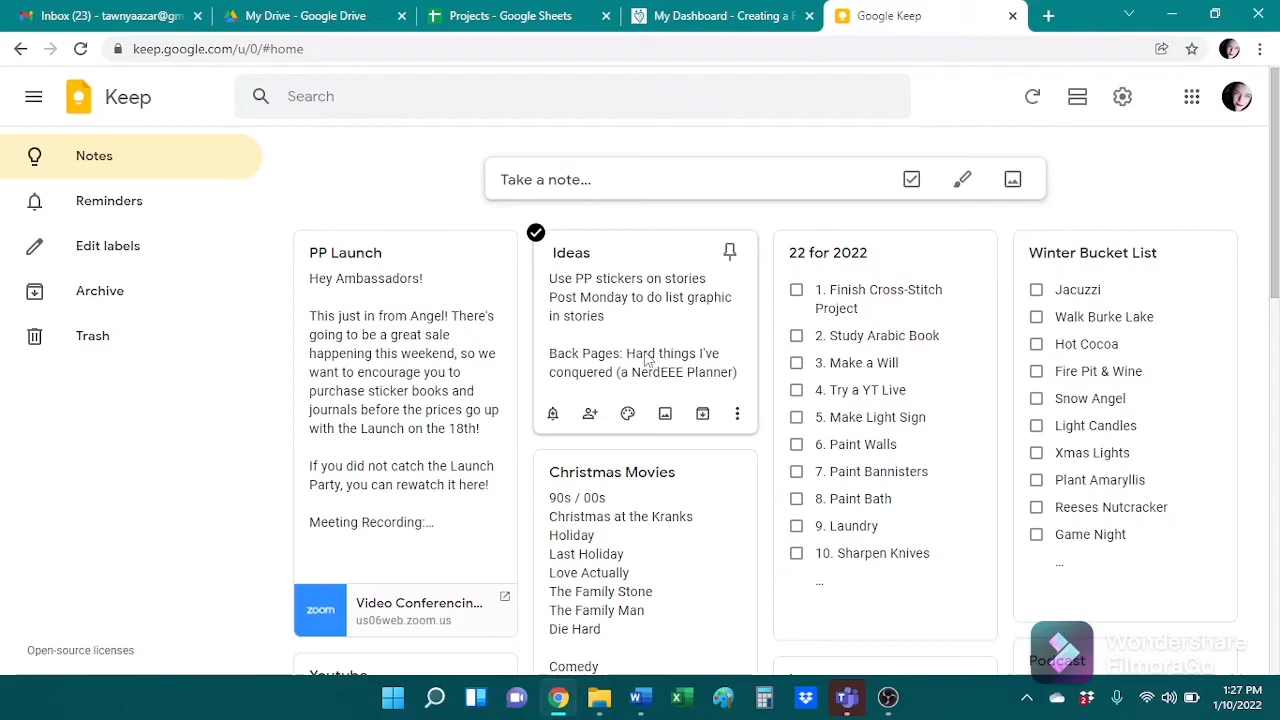 Inbox (23) - tawnyaazar@gm
My Drive - Google Drive
Projects - Google Sheets
My Dashboard - Creating a F
Google Keep
keep.google.com/u/0/#home
Keep
Search
Notes
Reminders
Edit labels
Archive
Trash
Open-source licenses
Take a note...
PP Launch
Hey Ambassadors!
This just in from Angel! There's
going to be a great sale
happening this weekend, so we
want to encourage you to
purchase sticker books and
journals before the prices go up
with the Launch on the 18th!
If you did not catch the Launch
Party, you can rewatch it here!
Meeting Recording:...
zoom
Video Conferencin...
us06web.zoom.us
Youtube
Ideas
Use PP stickers on stories
Post Monday to do list graphic
in stories
Back Pages: Hard things I've
conquered (a NerdEEE Planner)
Christmas Movies
90s / 00s
Christmas at the Kranks
Holiday
Last Holiday
Love Actually
The Family Stone
The Family Man
Die Hard
Comedy
22 for 2022
1. Finish Cross-Stitch
Project
2. Study Arabic Book
3. Make a Will
4. Try a YT Live
5. Make Light Sign
6. Paint Walls
7. Paint Bannisters
8. Paint Bath
9. Laundry
10. Sharpen Knives
...
Winter Bucket List
Jacuzzi
Walk Burke Lake
Hot Cocoa
Fire Pit & Wine
Snow Angel
Light Candles
Xmas Lights
Plant Amaryllis
Reeses Nutcracker
Game Night
...
Podcast
Wondershare
FilmoraGo
2
1:27 PM
1/10/2022